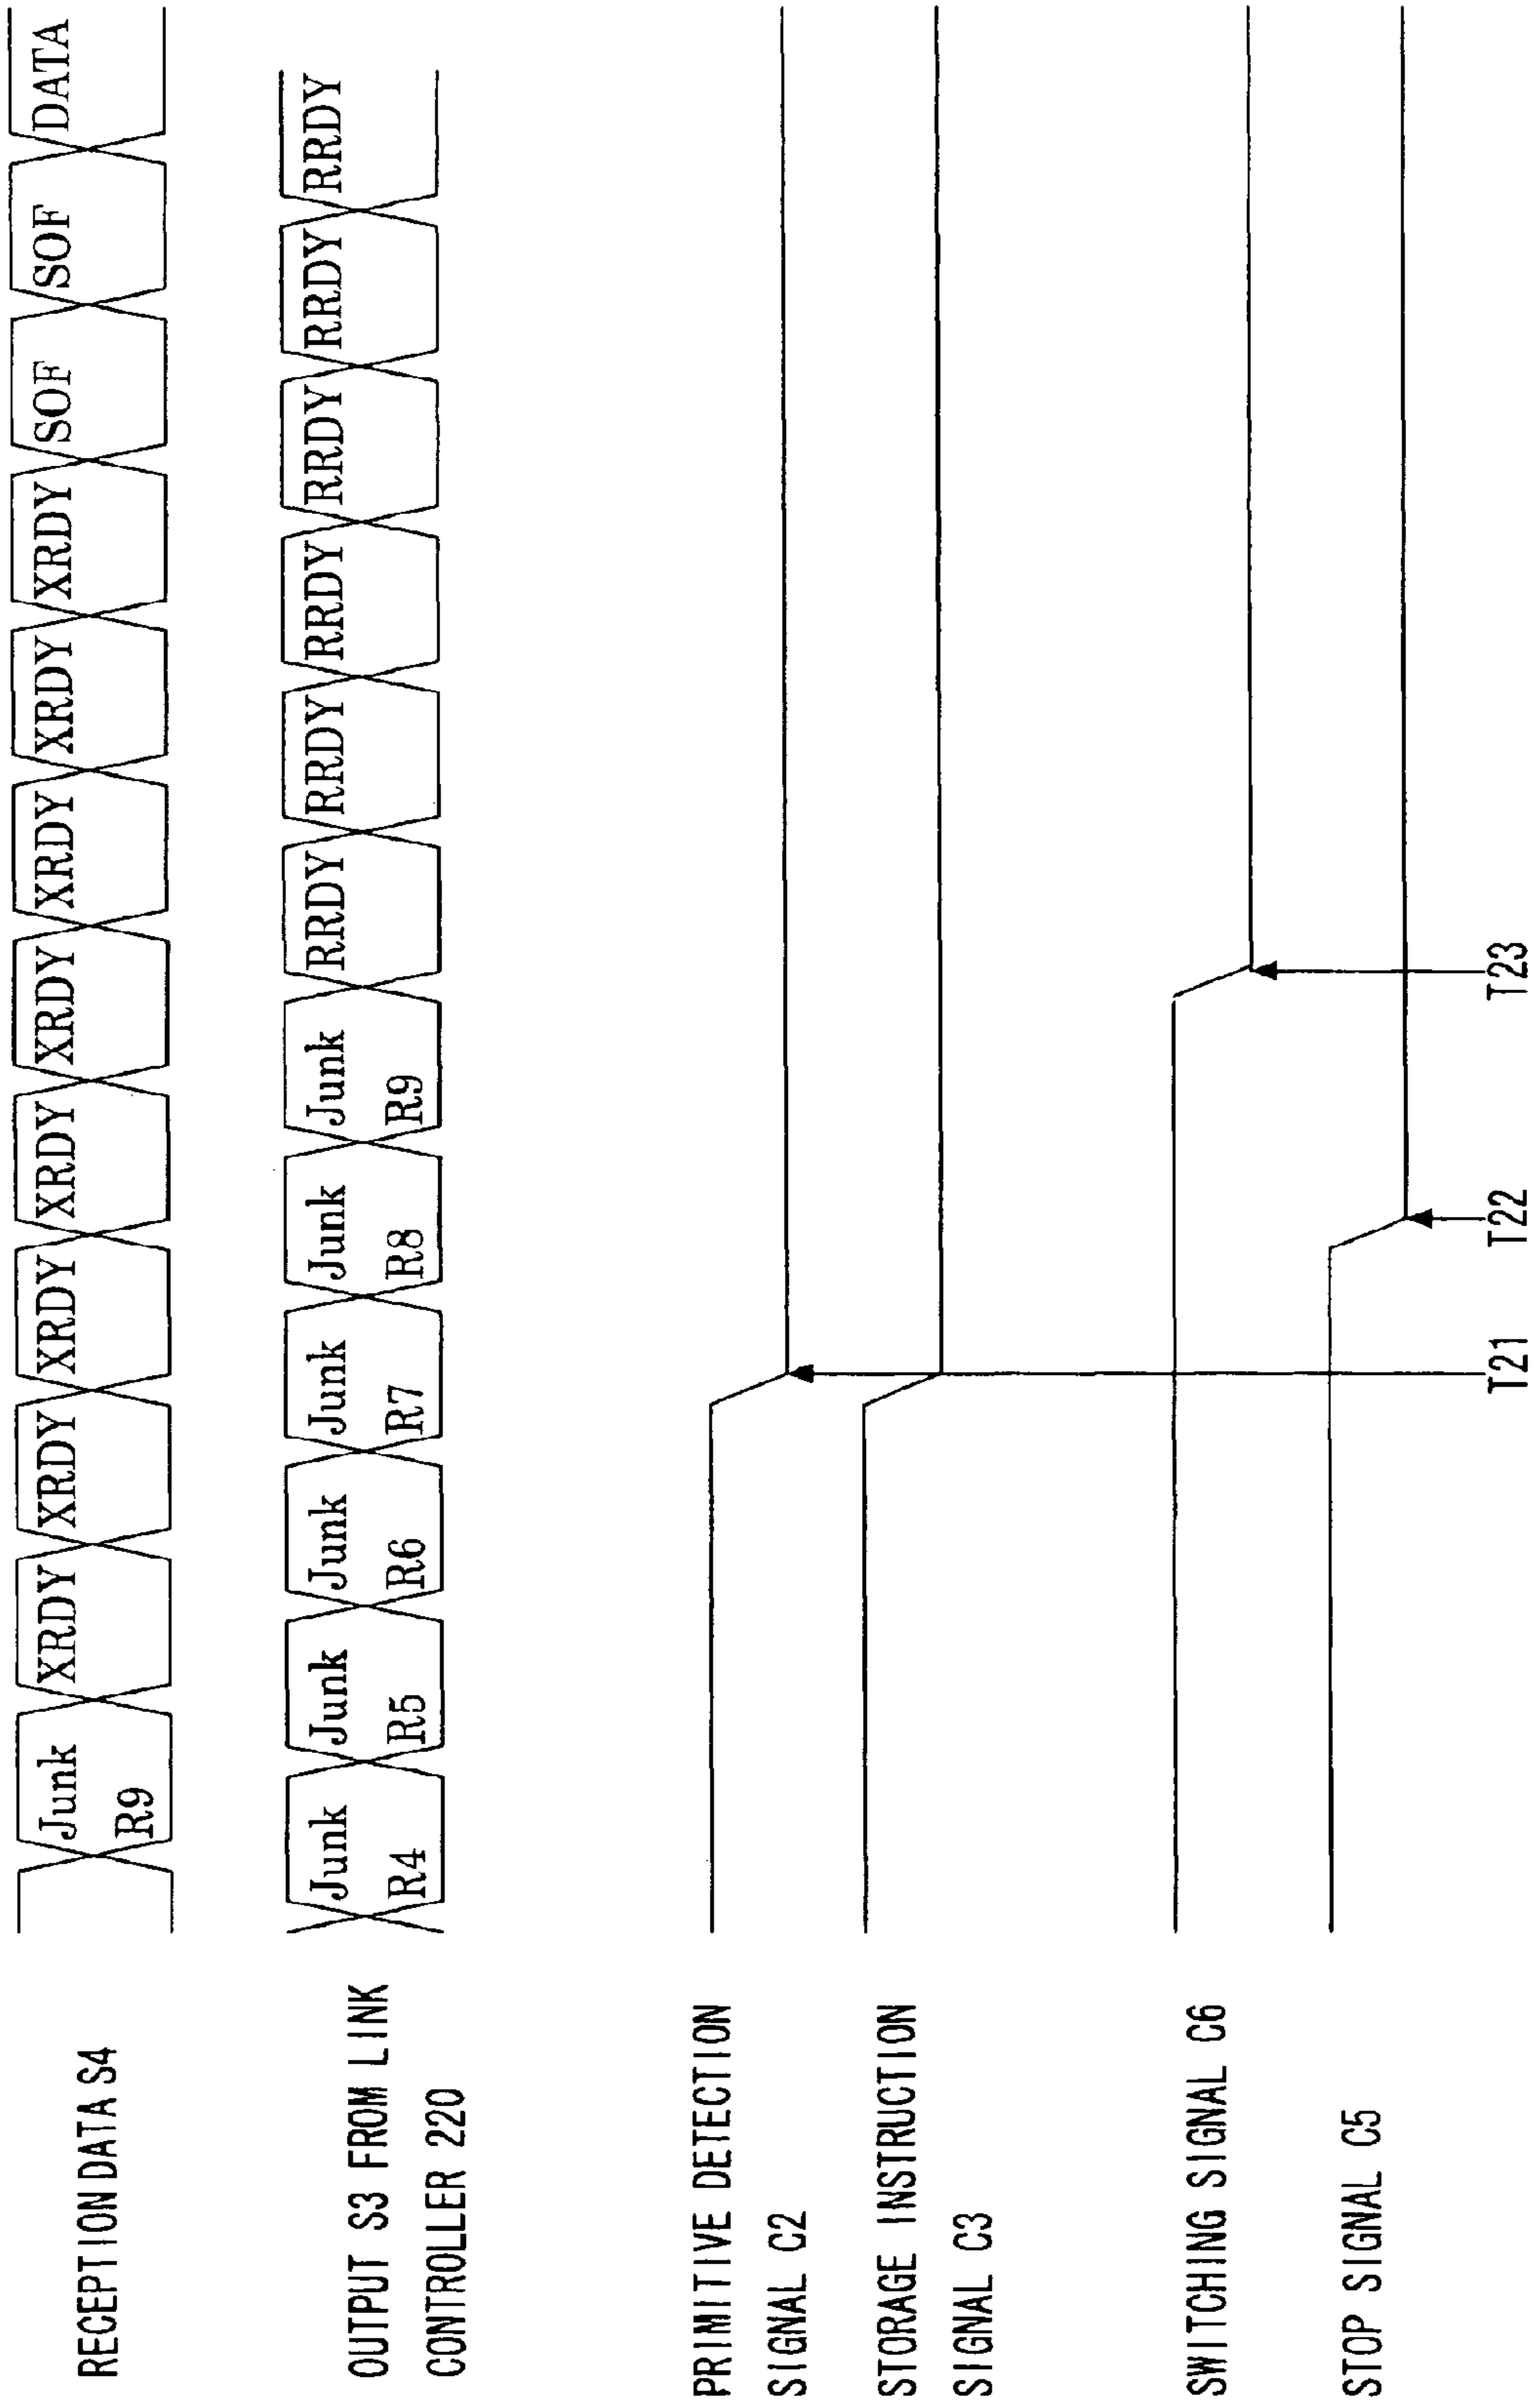 RECEPTION DATA S4
Junk R9 XRDY XRDY XRDY XRDY XRDY XRDY XRDY XRDY SOF SOF DATA
OUTPUT S3 FROM LINK
CONTROLLER 220
Junk R4 Junk R5 Junk R6 Junk R7 Junk R8 Junk R9 RRDY RRDY RRDY RRDY RRDY RRDY
PRIMITIVE DETECTION
SIGNAL C2
STORAGE INSTRUCTION
SIGNAL C3
SWITCHING SIGNAL C6
STOP SIGNAL C5
T21 T22 T23